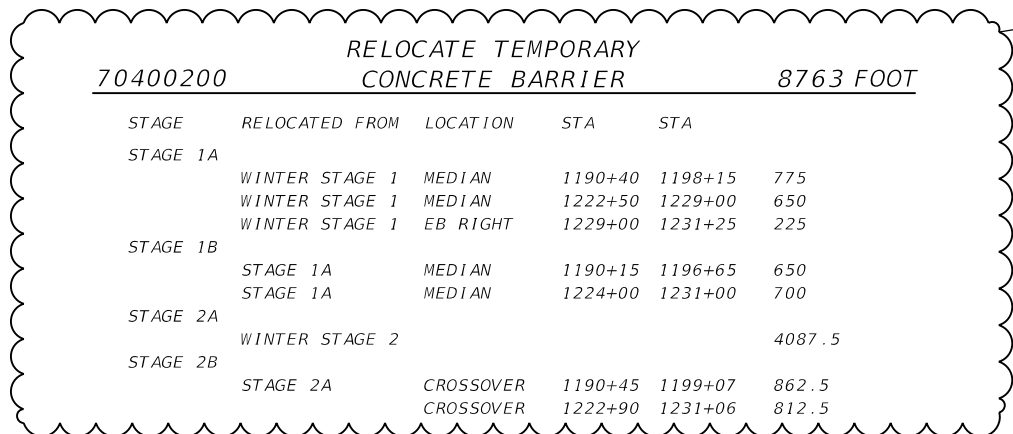 RELOCATE TEMPORARY
70400200 CONCRETE BARRIER 8763 FOOT
STAGE RELOCATED FROM LOCATION STA STA
STAGE 1A
WINTER STAGE 1 MEDIAN 1190+40 1198+15 775
WINTER STAGE 1 MEDIAN 1222+50 1229+00 650
WINTER STAGE 1 EB RIGHT 1229+00 1231+25 225
STAGE 1B
STAGE 1A MEDIAN 1190+15 1196+65 650
STAGE 1A MEDIAN 1224+00 1231+00 700
STAGE 2A
WINTER STAGE 2 4087.5
STAGE 2B
STAGE 2A CROSSOVER 1190+45 1199+07 862.5
CROSSOVER 1222+90 1231+06 812.5